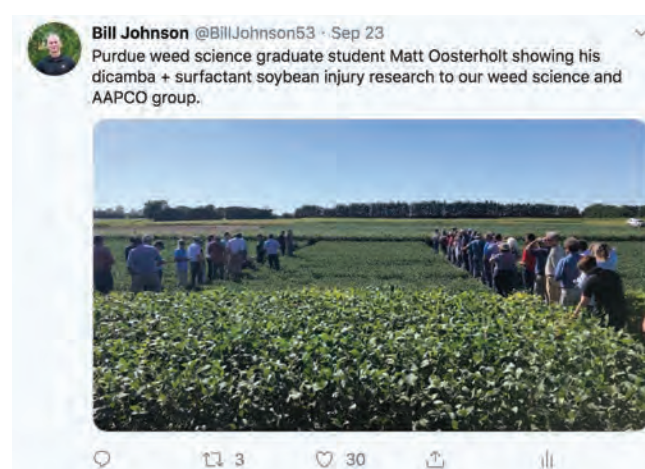 Bill Johnson @BillJohnson53 · Sep 23
Purdue weed science graduate student Matt Oosterholt showing his
dicamba + surfactant soybean injury research to our weed science and
AAPCO group.
3 30